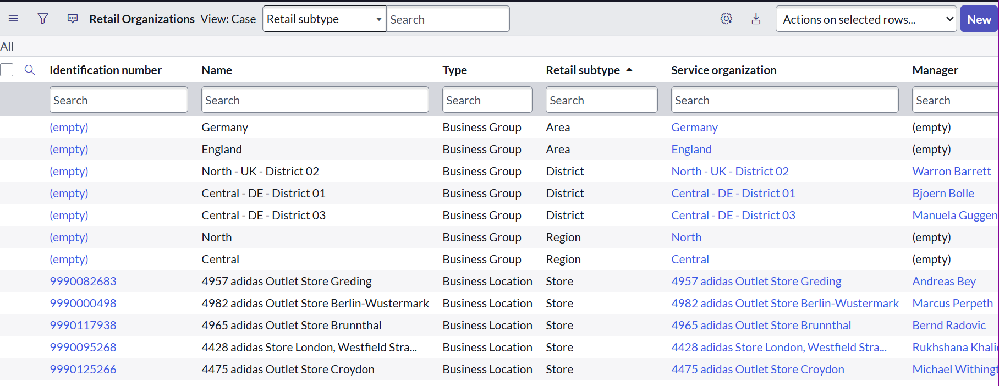 Retail Organizations View: Case Retail subtype Search Actions on selected rows... New
All
Identification number Name Type Retail subtype Service organization Manager
Search Search Search Search Search Search
(empty) Germany Business Group Area Germany (empty)
(empty) England Business Group Area England (empty)
(empty) North - UK - District 02 Business Group District North - UK - District 02 Warron Barrett
(empty) Central - DE - District 01 Business Group District Central - DE - District 01 Bjoern Bolle
(empty) Central - DE - District 03 Business Group District Central - DE - District 03 Manuela Guggen
(empty) North Business Group Region North (empty)
(empty) Central Business Group Region Central (empty)
9990082683 4957 adidas Outlet Store Greding Business Location Store 4957 adidas Outlet Store Greding Andreas Bey
9990000498 4982 adidas Outlet Store Berlin-Wustermark Business Location Store 4982 adidas Outlet Store Berlin-Wustermark Marcus Perpeth
9990117938 4965 adidas Outlet Store Brunnthal Business Location Store 4965 adidas Outlet Store Brunnthal Bernd Radovic
9990095268 4428 adidas Store London, Westfield Stra... Business Location Store 4428 adidas Store London, Westfield Stra... Rukhshana Khali
9990125266 4475 adidas Outlet Store Croydon Business Location Store 4475 adidas Outlet Store Croydon Michael Withingt